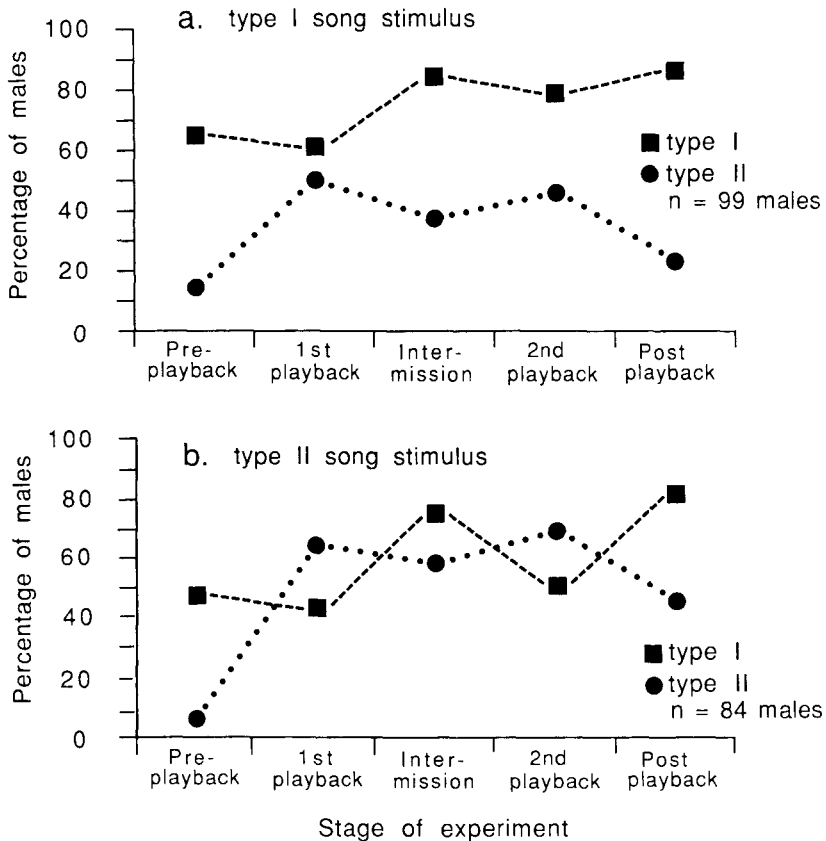 a. type I song stimulus
100
80
60
40
20
0
Percentage of males
type I
type II
n = 99 males
Pre-
playback
1st
playback
Inter-
mission
2nd
playback
Post
playback
b. type II song stimulus
100
80
60
40
20
0
Percentage of males
type I
type II
n = 84 males
Pre-
playback
1st
playback
Inter-
mission
2nd
playback
Post
playback
Stage of experiment